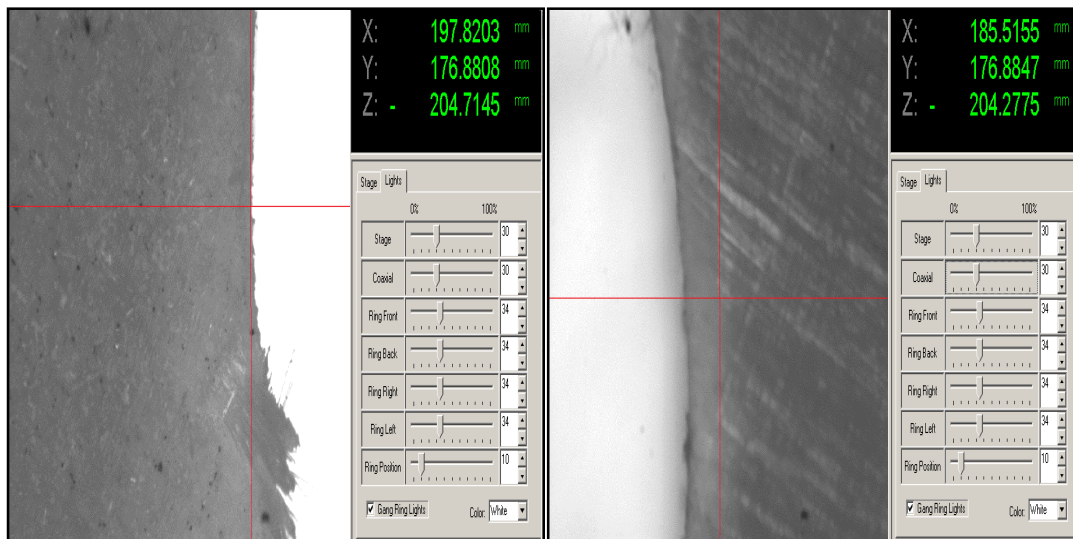 X: 197.8203 mm
Y: 176.8808 mm
Z: - 204.7145 mm
Stage Lights
0% 100%
Stage 30
Coaxial 30
Ring Front 34
Ring Back 34
Ring Right 34
Ring Left 34
Ring Position 10
Gang Ring Lights Color: White
X: 185.5155 mm
Y: 176.8847 mm
Z: - 204.2775 mm
Stage Lights
0% 100%
Stage 30
Coaxial 30
Ring Front 34
Ring Back 34
Ring Right 34
Ring Left 34
Ring Position 10
Gang Ring Lights Color: White